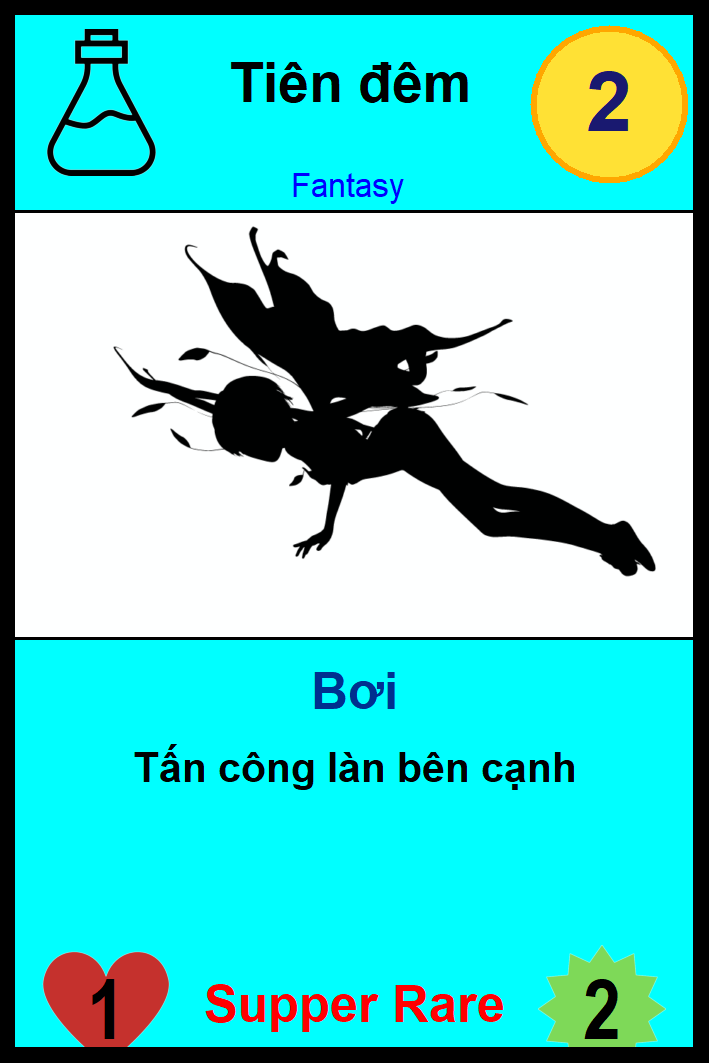 Tiên đêm
2
Fantasy
Bơi
Tấn công làn bên cạnh
1
Supper Rare
2